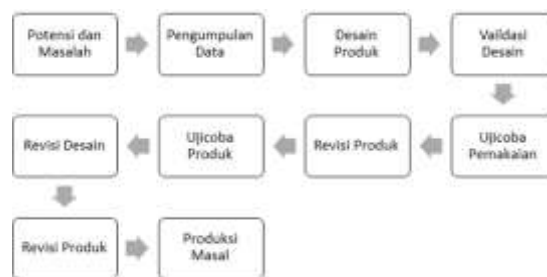 Potensi dan
Masalah
Pengumpulan
Data
Desain
Produk
Validasi
Desain
Ujicoba
Pemakaian
Revisi Produk
Ujicoba
Produk
Revisi Desain
Revisi Produk
Produksi
Masal